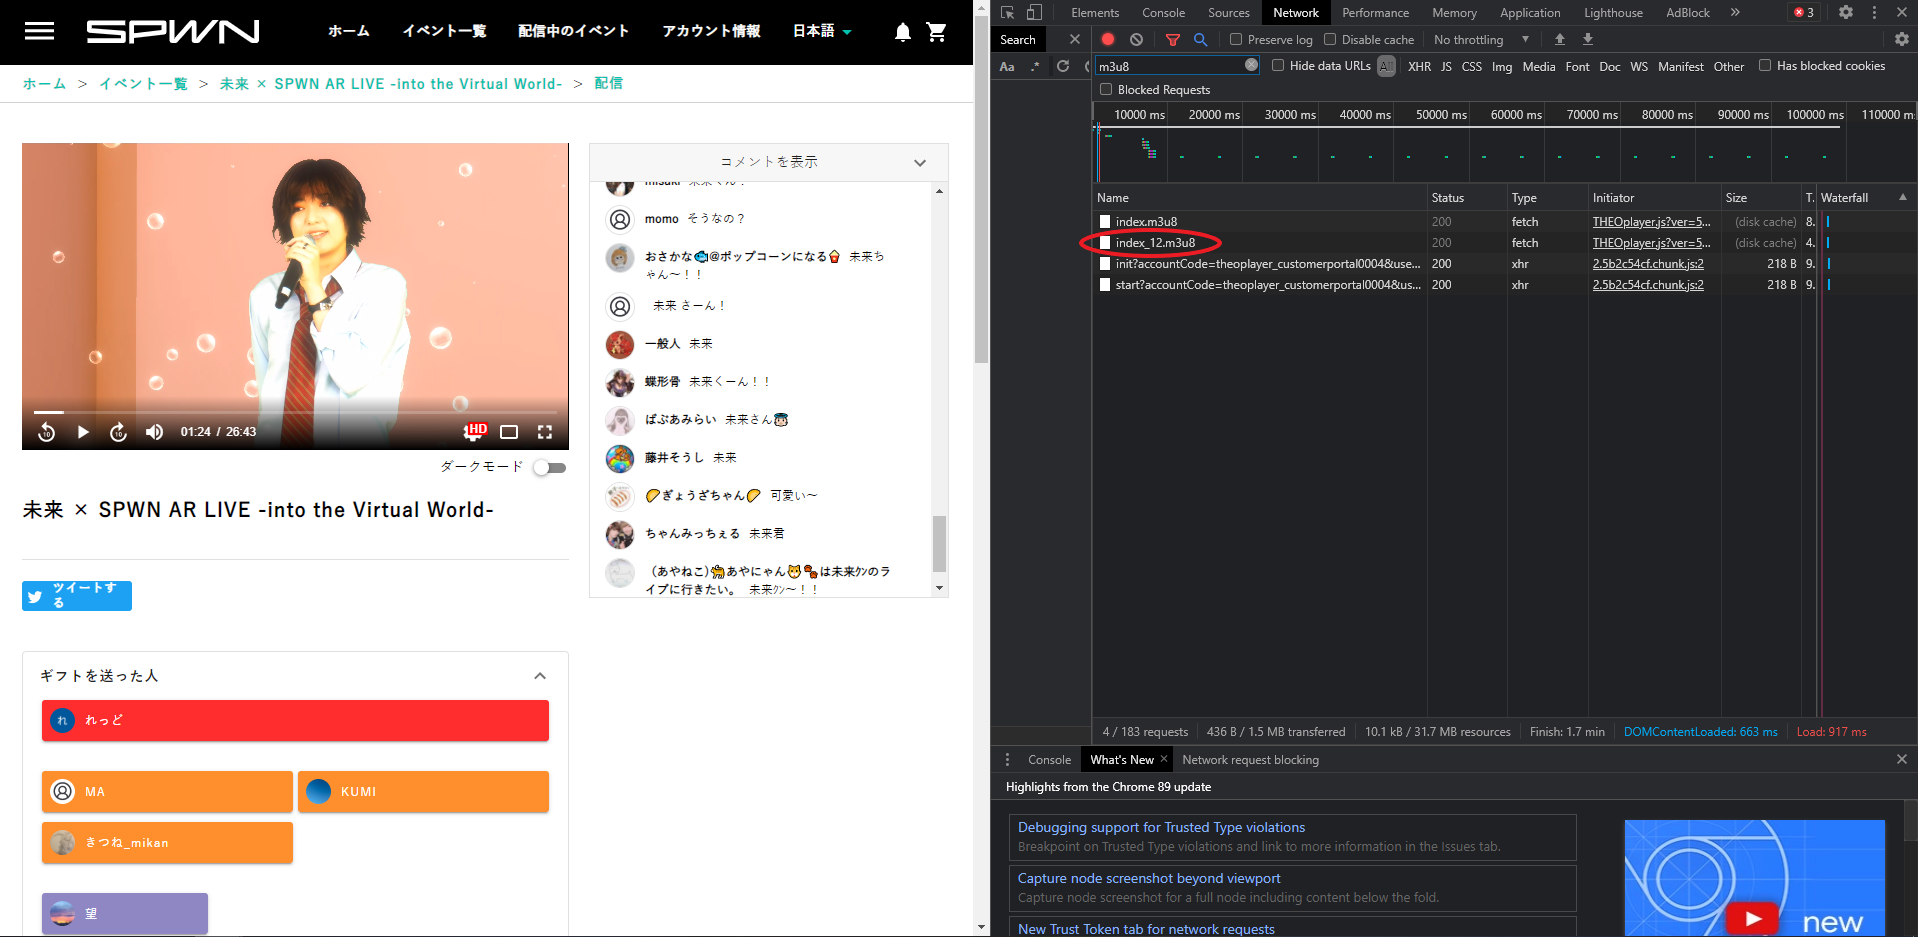 SPWN
ホーム
イベント一覧
配信中のイベント
アカウント情報
日本語
ホーム > イベント一覧 > 未来 × SPWN AR LIVE -into the Virtual World- > 配信
10
10
01:24 / 26:43
HD
ダークモード
未来 × SPWN AR LIVE -into the Virtual World-
ツイートす
る
ギフトを送った人
れ れっど
MA
KUMI
きつね_mikan
望
コメントを表示
misaki 未来くん！
momo そうなの？
おさかな🐟@ポップコーンになる🍿 未来ち
ゃん〜！！
未来 さーん！
一般人 未来
蝶形骨 未来くーん！！
ぱぷあみらい 未来さん
藤井そうし 未来
🥟ぎょうざちゃん🥟 可愛い〜
ちゃんみっちぇる 未来君
（あやねこ）🐈あやにゃん🐱🐾は未来ｸﾝのラ
イブに行きたい。 未来ｸﾝ〜！！
Elements
Console
Sources
Network
Performance
Memory
Application
Lighthouse
AdBlock
»
3
Search
Preserve log
Disable cache
No throttling
Aa
.*
m3u8
Hide data URLs
All
XHR
JS
CSS
Img
Media
Font
Doc
WS
Manifest
Other
Has blocked cookies
Blocked Requests
10000 ms
20000 ms
30000 ms
40000 ms
50000 ms
60000 ms
70000 ms
80000 ms
90000 ms
100000 ms
110000 m
Name Status Type Initiator Size T. Waterfall
index.m3u8 200 fetch THEOplayer.js?ver=5... (disk cache) 8.
index_12.m3u8 200 fetch THEOplayer.js?ver=5... (disk cache) 4.
init?accountCode=theoplayer_customerportal0004&use... 200 xhr 2.5b2c54cf.chunk.js:2 218 B 9.
start?accountCode=theoplayer_customerportal0004&us... 200 xhr 2.5b2c54cf.chunk.js:2 218 B 9.
4 / 183 requests
436 B / 1.5 MB transferred
10.1 kB / 31.7 MB resources
Finish: 1.7 min
DOMContentLoaded: 663 ms
Load: 917 ms
Console
What's New
Network request blocking
Highlights from the Chrome 89 update
Debugging support for Trusted Type violations
Breakpoint on Trusted Type violations and link to more information in the Issues tab.
Capture node screenshot beyond viewport
Capture node screenshot for a full node including content below the fold.
New Trust Token tab for network requests
new